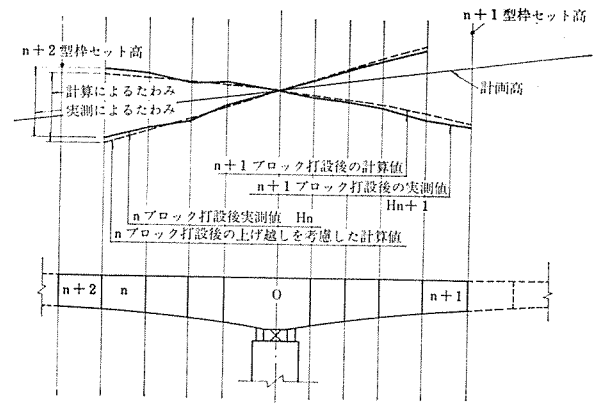 n+1型枠セット高
n+2型枠セット高
計算によるたわみ
実測によるたわみ
計画高
n+1ブロック打設後の計算値
n+1ブロック打設後の実測値
Hn+1
nブロック打設後実測値 Hn
nブロック打設後の上げ越しを考慮した計算値
n+2
n
O
n+1